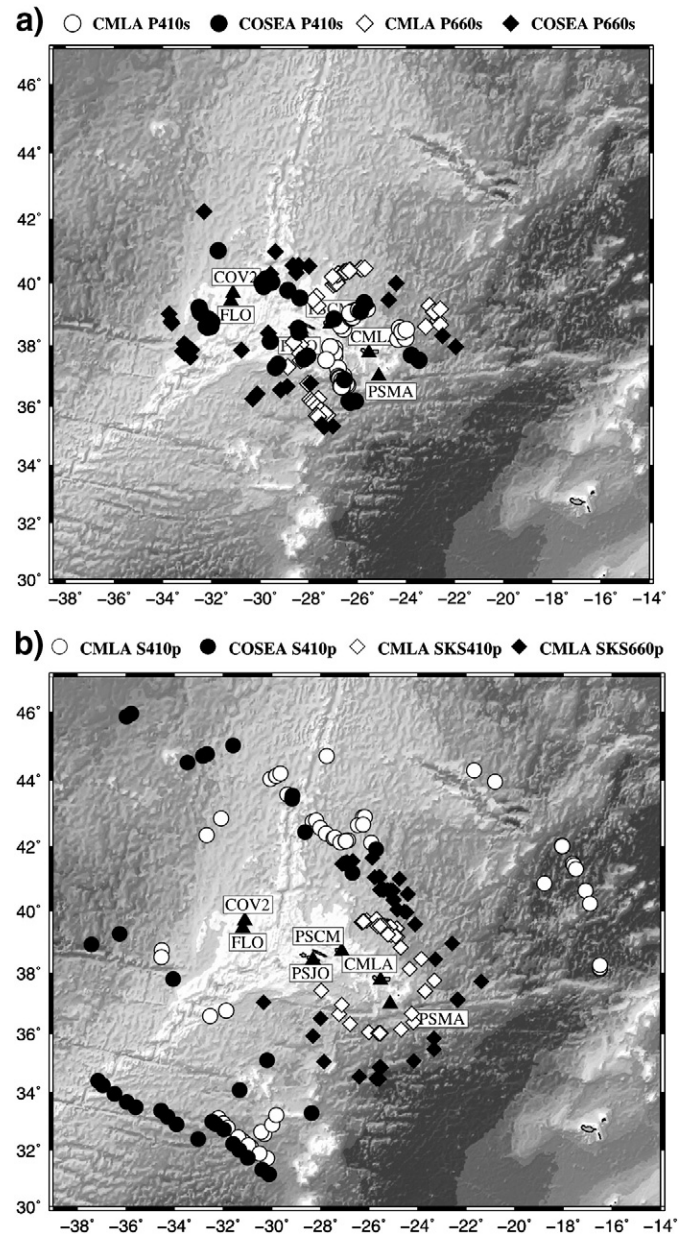 a) CMLA P410s COSEA P410s CMLA P660s COSEA P660s
46°
44°
42°
40°
38°
36°
34°
32°
30°
COV2
FLO
CMLA
PSMA
−38° −36° −34° −32° −30° −28° −26° −24° −22° −20° −18° −16° −14°
b) CMLA S410p COSEA S410p CMLA SKS410p CMLA SKS660p
46°
44°
42°
40°
38°
36°
34°
32°
30°
COV2
FLO
PSCM
PSJO
CMLA
PSMA
−38° −36° −34° −32° −30° −28° −26° −24° −22° −20° −18° −16° −14°